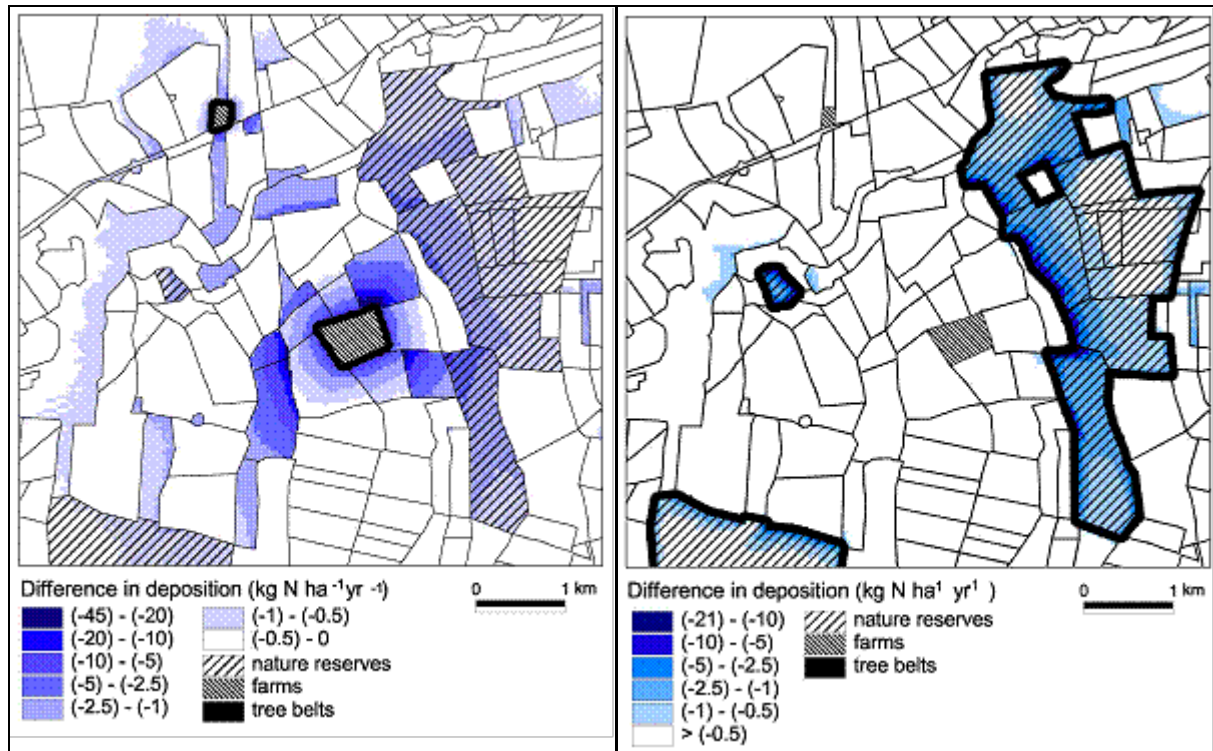 Difference in deposition (kg N ha -1 yr -1)
0 1 km
(-45) - (-20)
(-20) - (-10)
(-10) - (-5)
(-5) - (-2.5)
(-2.5) - (-1)
(-1) - (-0.5)
(-0.5) - 0
nature reserves
farms
tree belts
Difference in deposition (kg N ha1 yr1 )
0 1 km
(-21) - (-10)
(-10) - (-5)
(-5) - (-2.5)
(-2.5) - (-1)
(-1) - (-0.5)
> (-0.5)
nature reserves
farms
tree belts